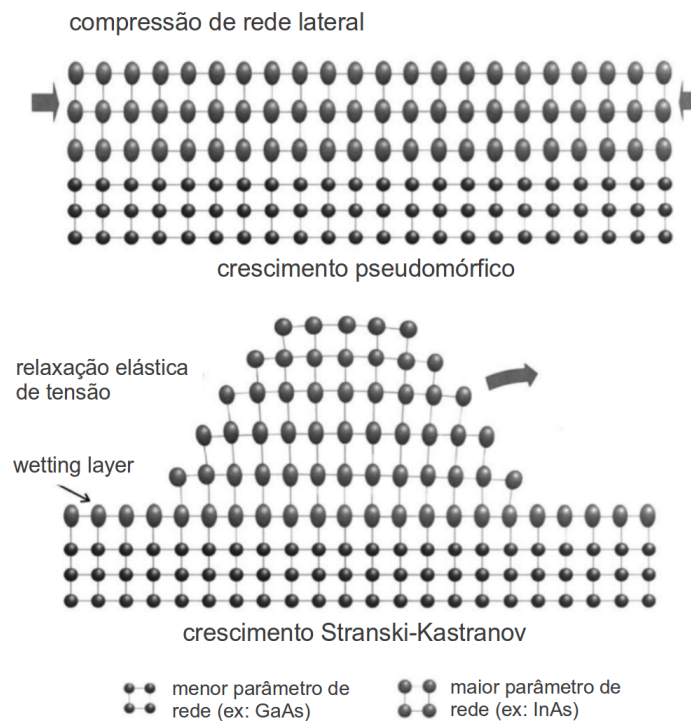 compressão de rede lateral
crescimento pseudomórfico
relaxação elástica
de tensão
wetting layer
crescimento Stranski-Kastranov
menor parâmetro de
rede (ex: GaAs)
maior parâmetro de
rede (ex: InAs)